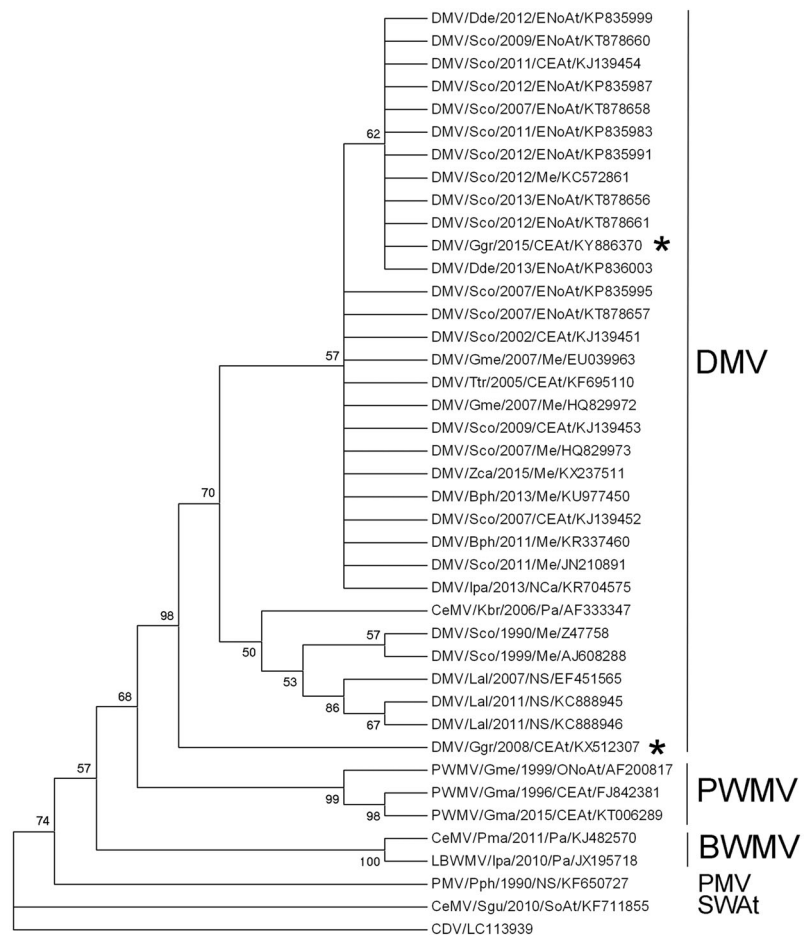 DMV/Dde/2012/ENoAt/KP835999
DMV/Sco/2009/ENoAt/KT878660
DMV/Sco/2011/CEAt/KJ139454
DMV/Sco/2012/ENoAt/KP835987
DMV/Sco/2007/ENoAt/KT878658
62 DMV/Sco/2011/ENoAt/KP835983
DMV/Sco/2012/ENoAt/KP835991
DMV/Sco/2012/Me/KC572861
DMV/Sco/2013/ENoAt/KT878656
DMV/Sco/2012/ENoAt/KT878661
DMV/Ggr/2015/CEAt/KY886370 *
DMV/Dde/2013/ENoAt/KP836003
DMV/Sco/2007/ENoAt/KP835995
DMV/Sco/2007/ENoAt/KT878657
DMV/Sco/2002/CEAt/KJ139451
57 DMV/Gme/2007/Me/EU039963 DMV
DMV/Ttr/2005/CEAt/KF695110
DMV/Gme/2007/Me/HQ829972
DMV/Sco/2009/CEAt/KJ139453
DMV/Sco/2007/Me/HQ829973
DMV/Zca/2015/Me/KX237511
70 DMV/Bph/2013/Me/KU977450
DMV/Sco/2007/CEAt/KJ139452
DMV/Bph/2011/Me/KR337460
DMV/Sco/2011/Me/JN210891
DMV/Ipa/2013/NCa/KR704575
98 CeMV/Kbr/2006/Pa/AF333347
57 DMV/Sco/1990/Me/Z47758
50 DMV/Sco/1999/Me/AJ608288
53 DMV/Lal/2007/NS/EF451565
68 86 DMV/Lal/2011/NS/KC888945
67 DMV/Lal/2011/NS/KC888946
DMV/Ggr/2008/CEAt/KX512307 *
57 PWMV/Gme/1999/ONoAt/AF200817
99 PWMV/Gma/1996/CEAt/FJ842381 PWMV
74 98 PWMV/Gma/2015/CEAt/KT006289
CeMV/Pma/2011/Pa/KJ482570 BWMV
100 LBWMV/Ipa/2010/Pa/JX195718
PMV/Pph/1990/NS/KF650727 PMV
CeMV/Sgu/2010/SoAt/KF711855 SWAt
CDV/LC113939